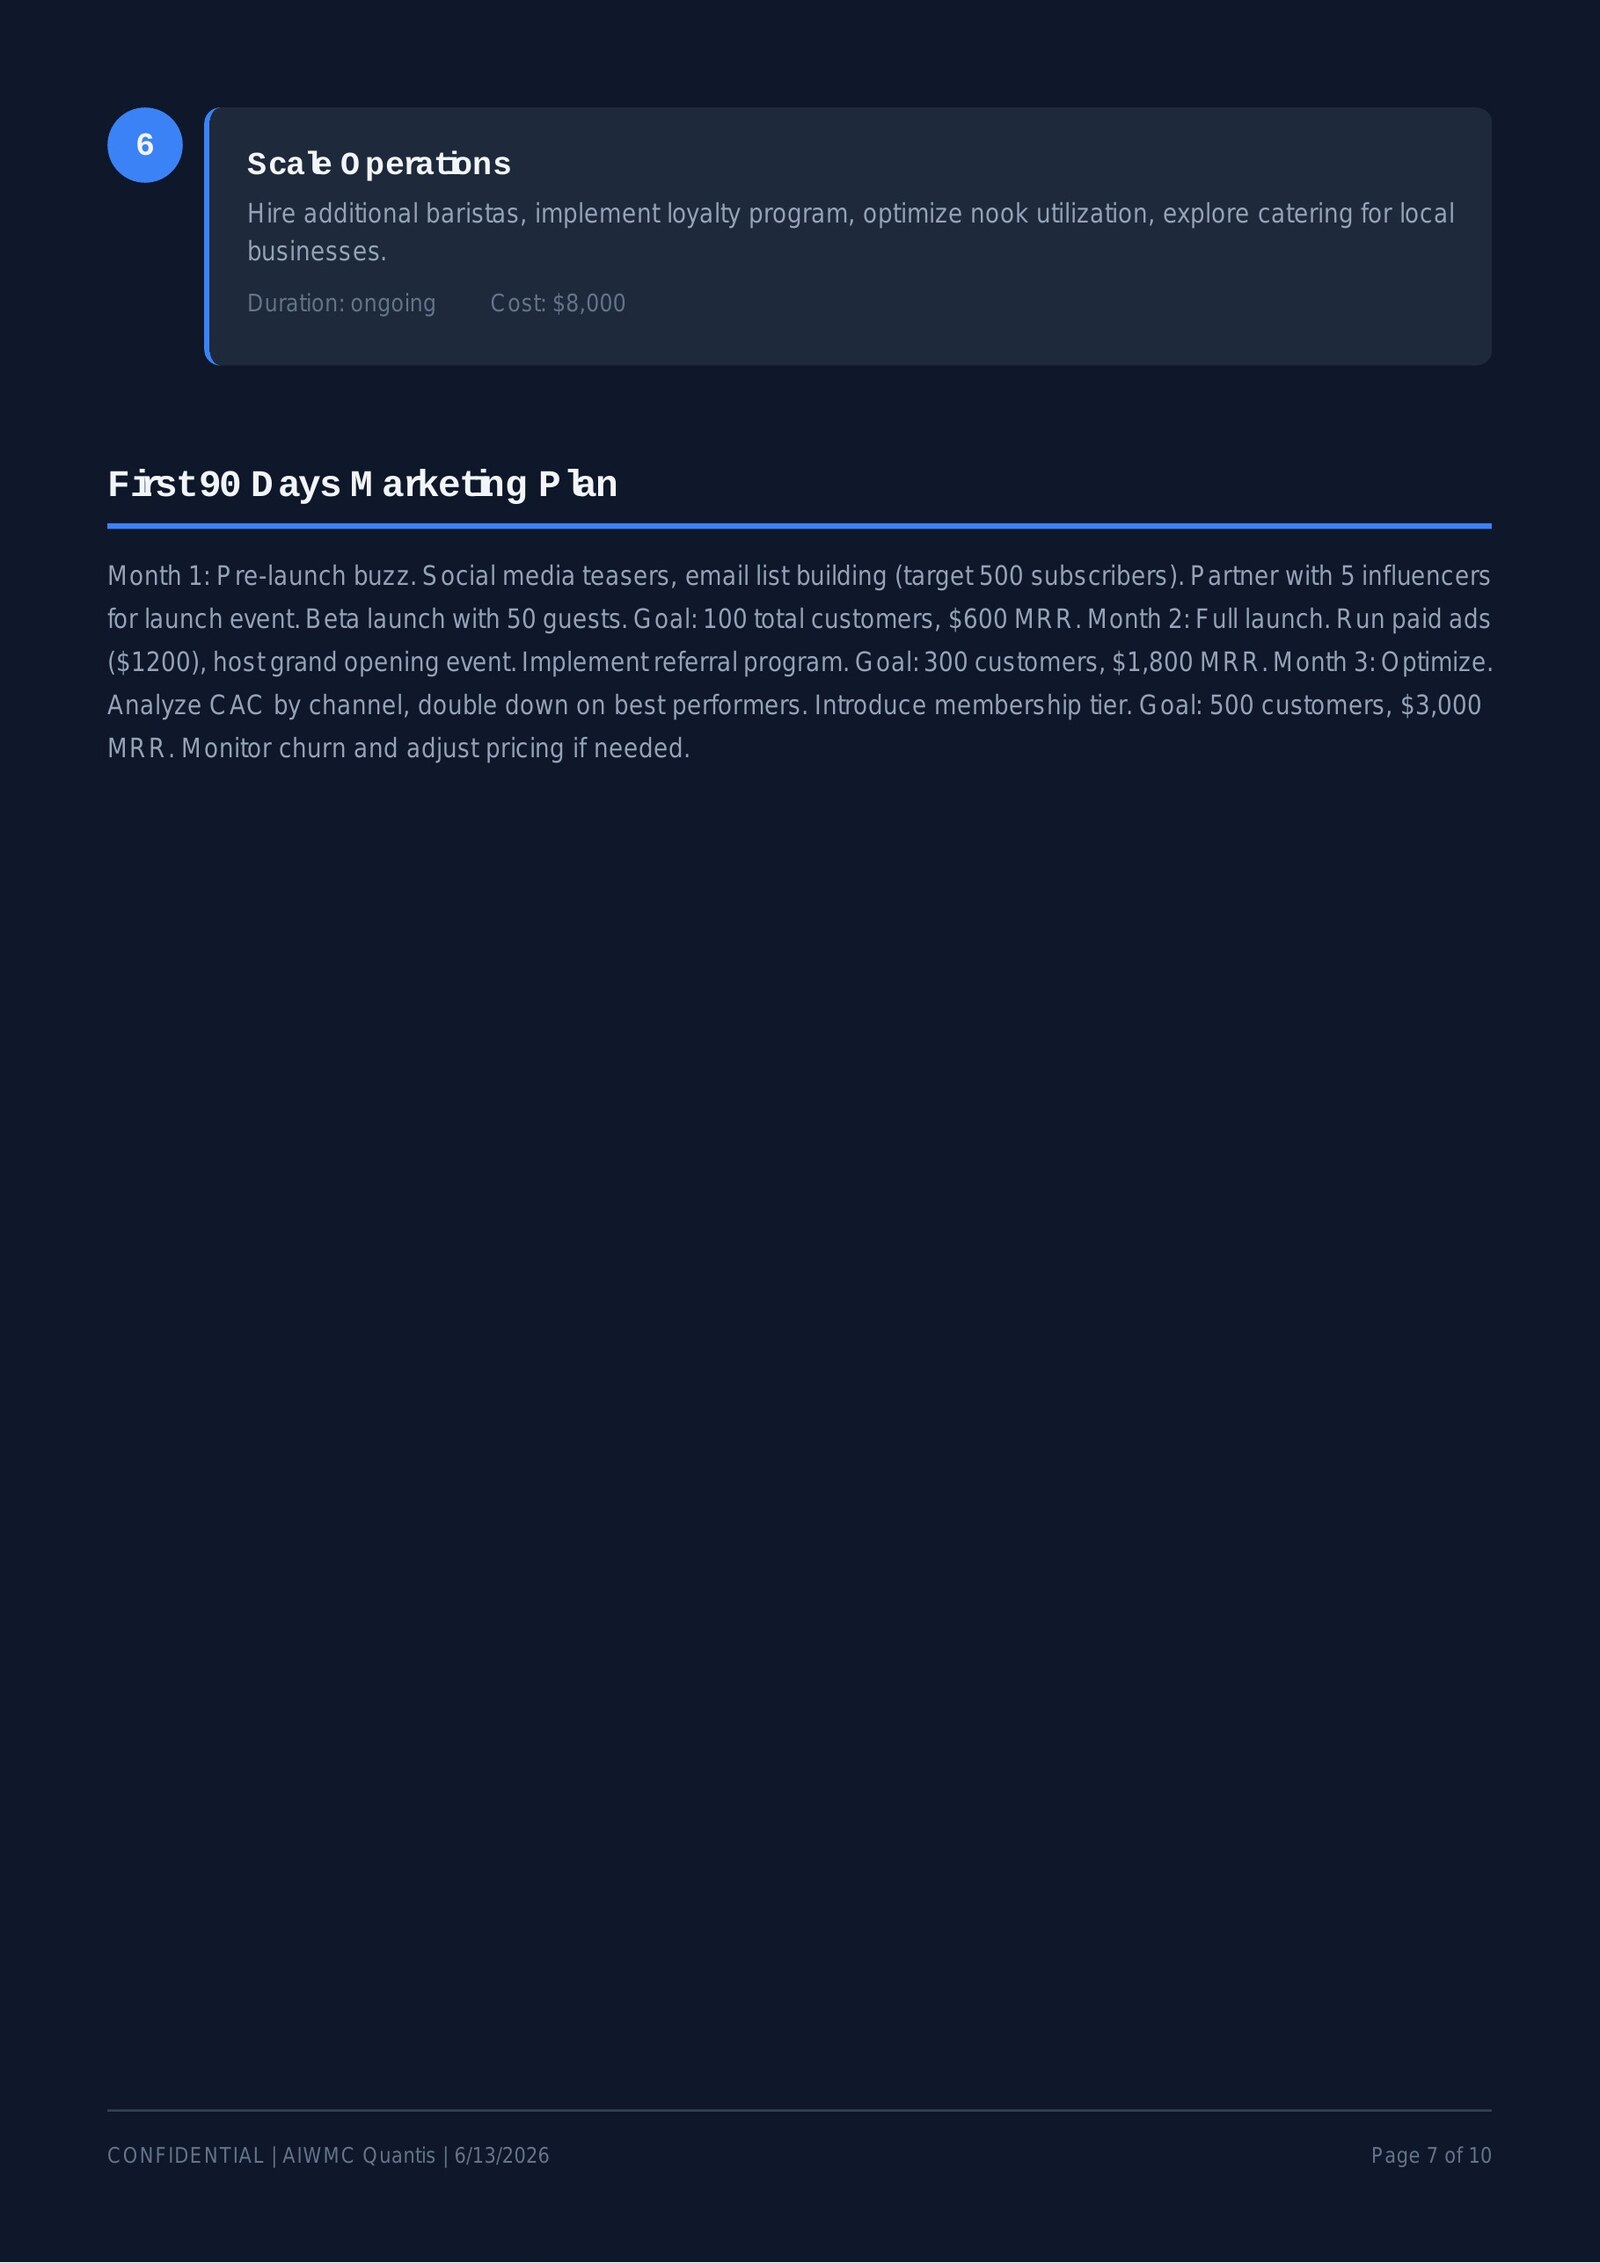 6
Scale Operations
Hire additional baristas, implement loyalty program, optimize nook utilization, explore catering for local
businesses.
Duration: ongoing Cost: $8,000
First 90 Days Marketing Plan
Month 1: Pre-launch buzz. Social media teasers, email list building (target 500 subscribers). Partner with 5 influencers
for launch event. Beta launch with 50 guests. Goal: 100 total customers, $600 MRR. Month 2: Full launch. Run paid ads
($1200), host grand opening event. Implement referral program. Goal: 300 customers, $1,800 MRR. Month 3: Optimize.
Analyze CAC by channel, double down on best performers. Introduce membership tier. Goal: 500 customers, $3,000
MRR. Monitor churn and adjust pricing if needed.
CONFIDENTIAL | AIWMC Quantis | 6/13/2026
Page 7 of 10